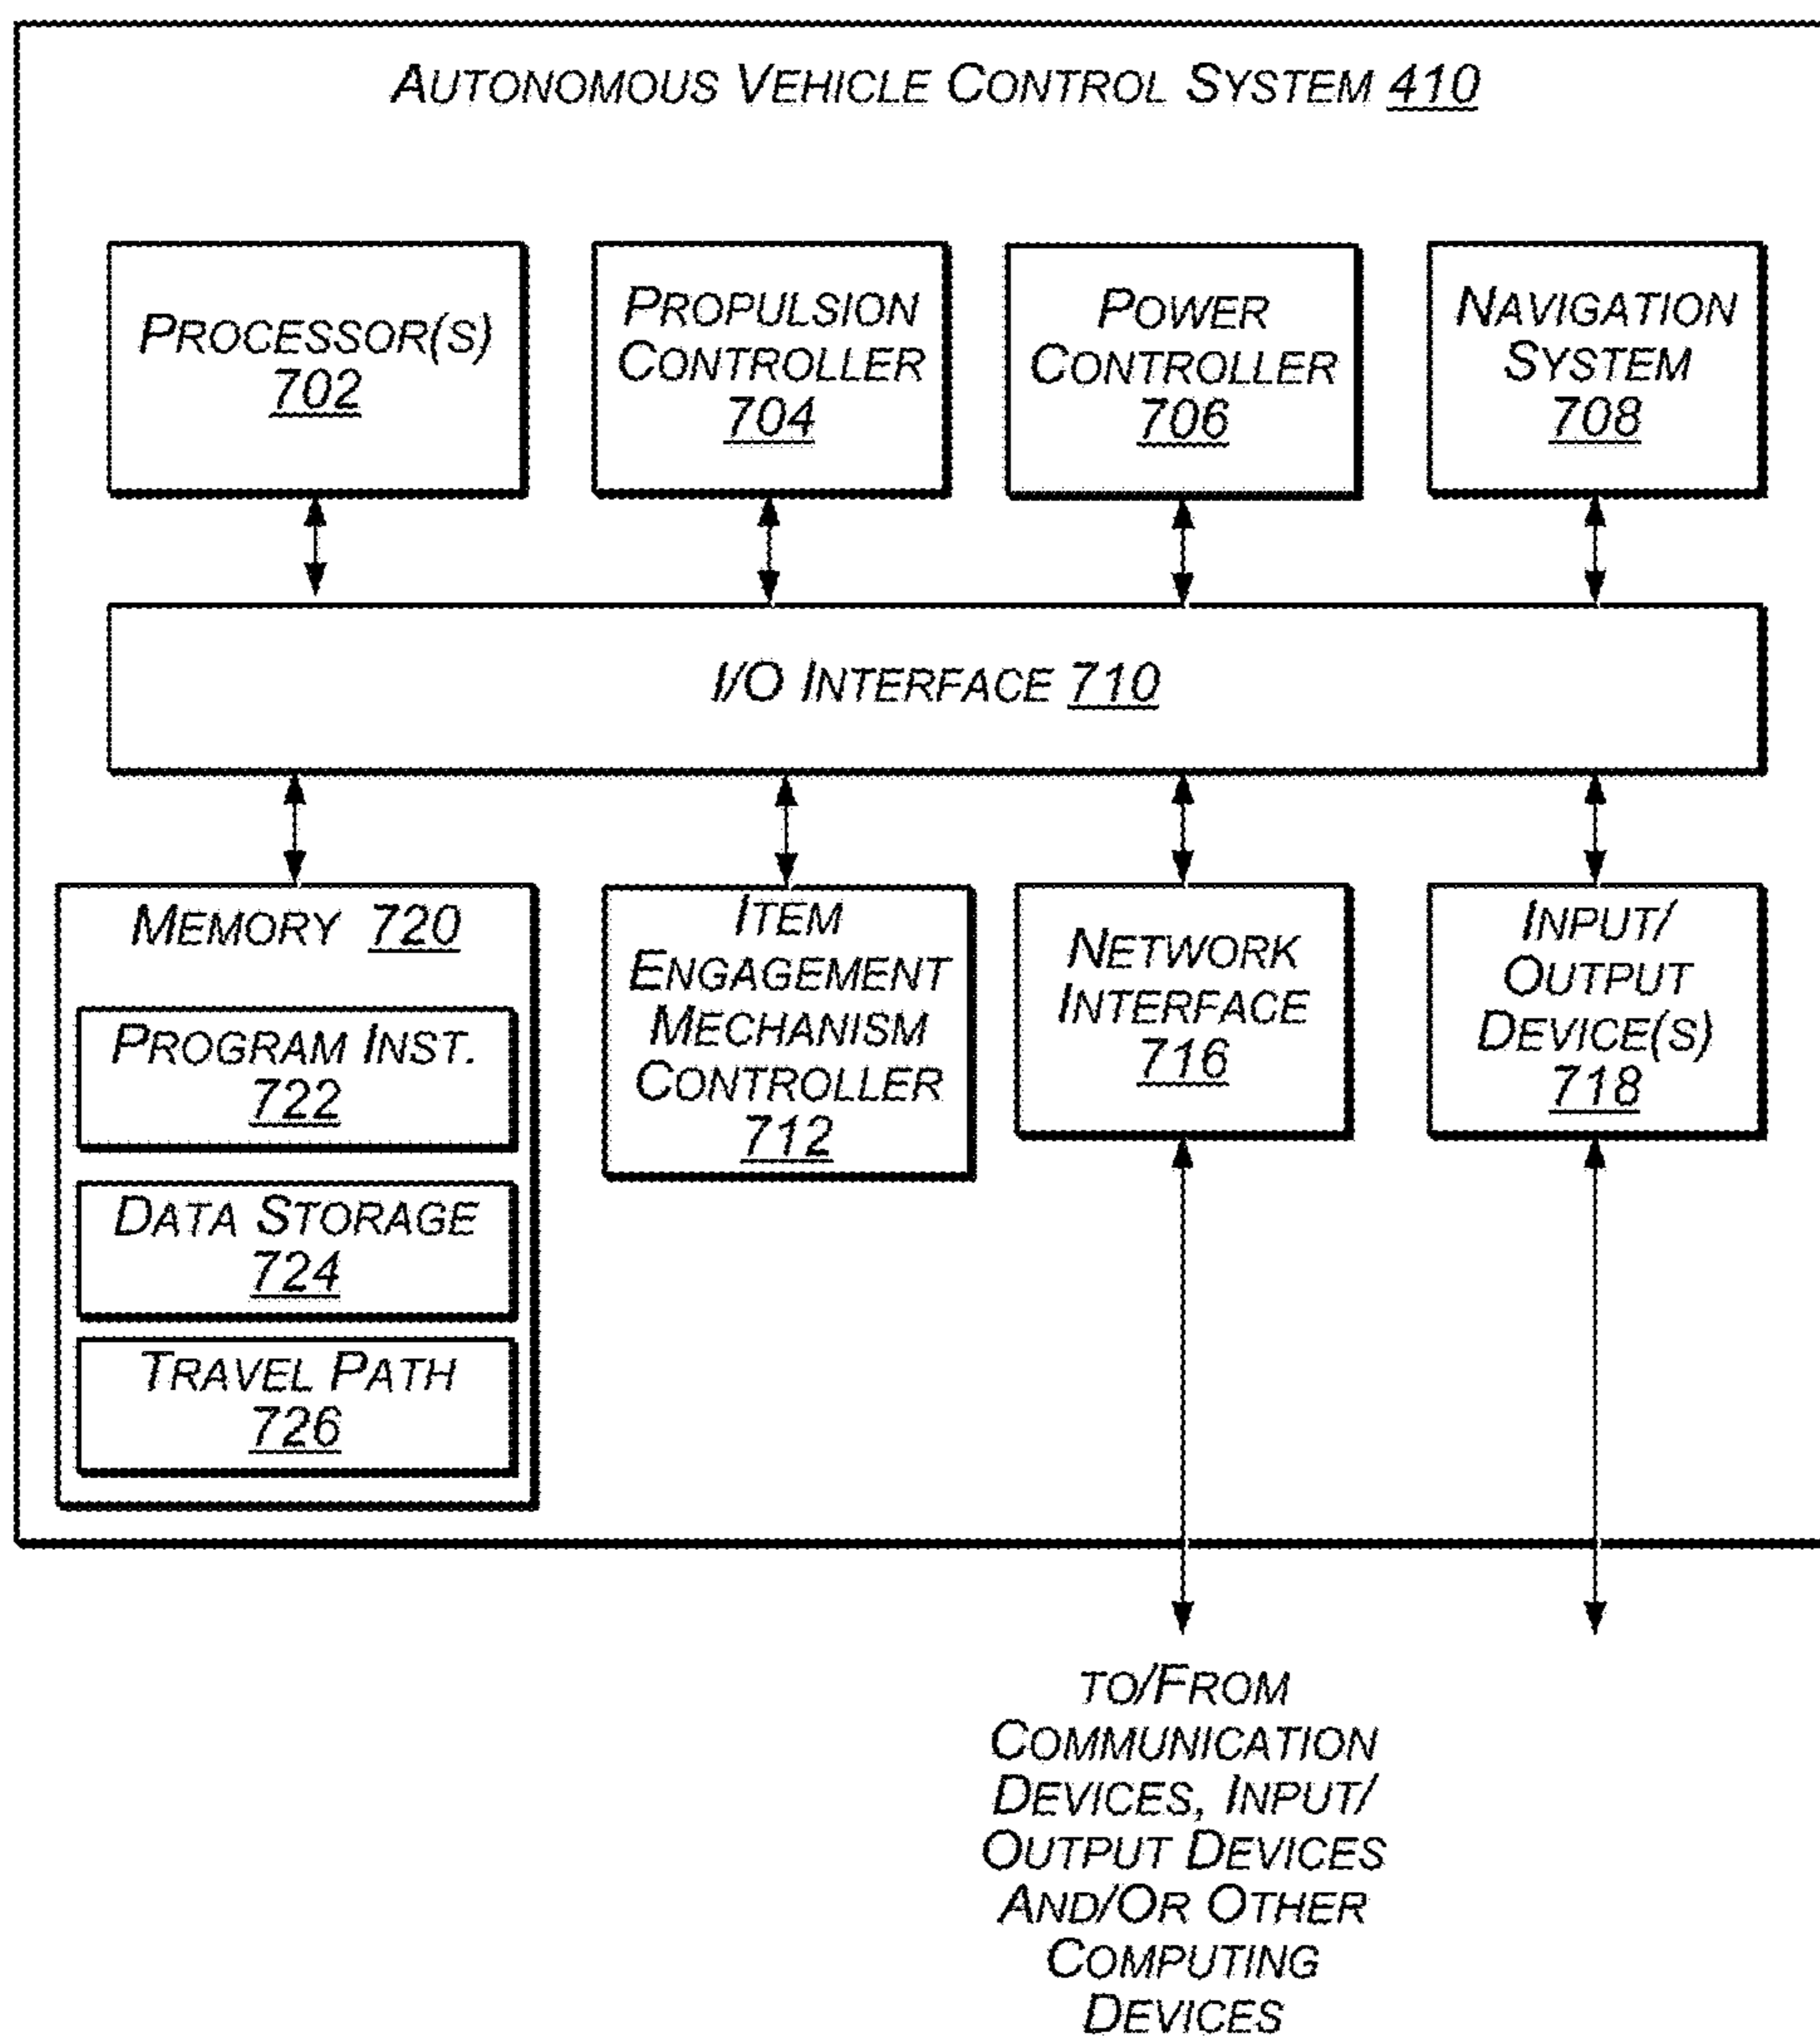 AUTONOMOUS VEHICLE CONTROL SYSTEM 410
PROCESSOR(S)
702
PROPULSION
CONTROLLER
704
POWER
CONTROLLER
706
NAVIGATION
SYSTEM
708
I/O INTERFACE 710
MEMORY 720
PROGRAM INST.
722
DATA STORAGE
724
TRAVEL PATH
726
ITEM
ENGAGEMENT
MECHANISM
CONTROLLER
712
NETWORK
INTERFACE
716
INPUT/
OUTPUT
DEVICE(S)
718
TO/FROM
COMMUNICATION
DEVICES, INPUT/
OUTPUT DEVICES
AND/OR OTHER
COMPUTING
DEVICES